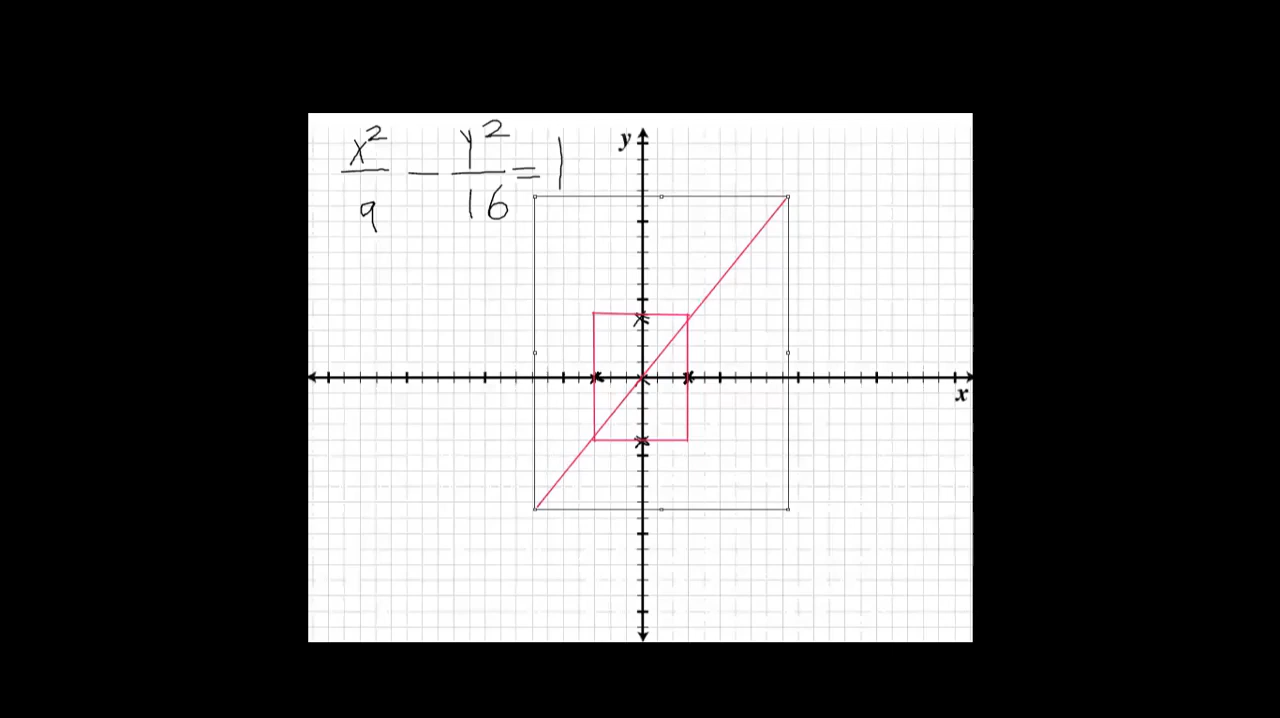 x²/9 - y²/16 = 1
y
x